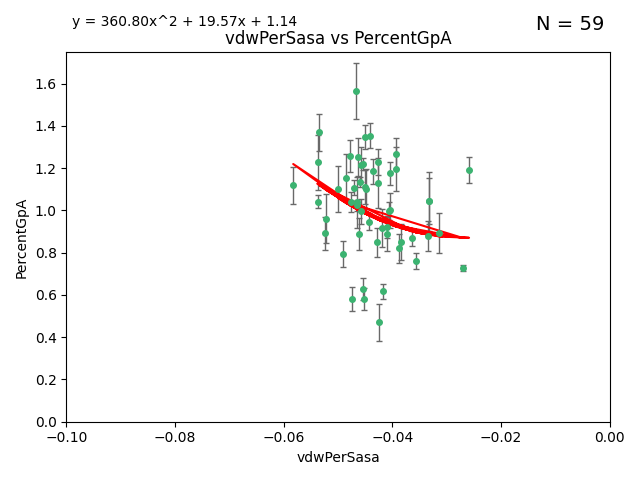 y = 360.80x^2 + 19.57x + 1.14
N = 59
vdwPerSasa vs PercentGpA
PercentGpA
1.6
1.4
1.2
1.0
0.8
0.6
0.4
0.2
0.0
−0.10 −0.08 −0.06 −0.04 −0.02 0.00
vdwPerSasa